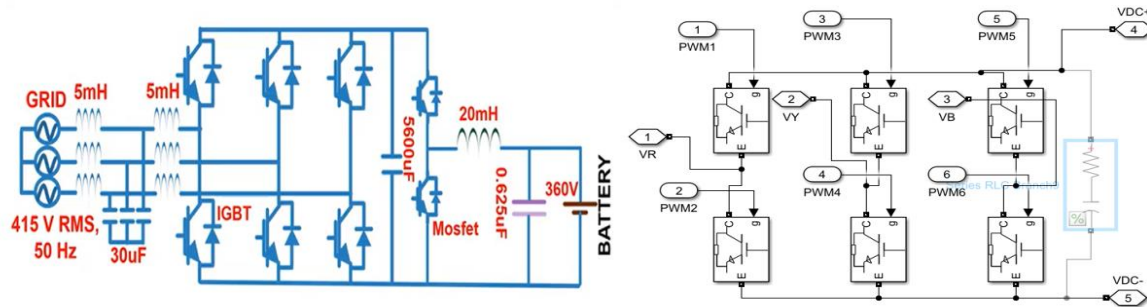 GRID
5mH
5mH
415 V RMS,
50 Hz
30uF
IGBT
5600uF
Mosfet
20mH
0.625uF
360V
BATTERY
1
PWM1
3
PWM3
5
PWM5
VDC+
4
C
g
E
C
g
E
C
g
E
1
VR
2
VY
3
VB
2
PWM2
4
PWM4
6
PWM6
C
g
E
C
g
E
C
g
E
%
VDC-
5